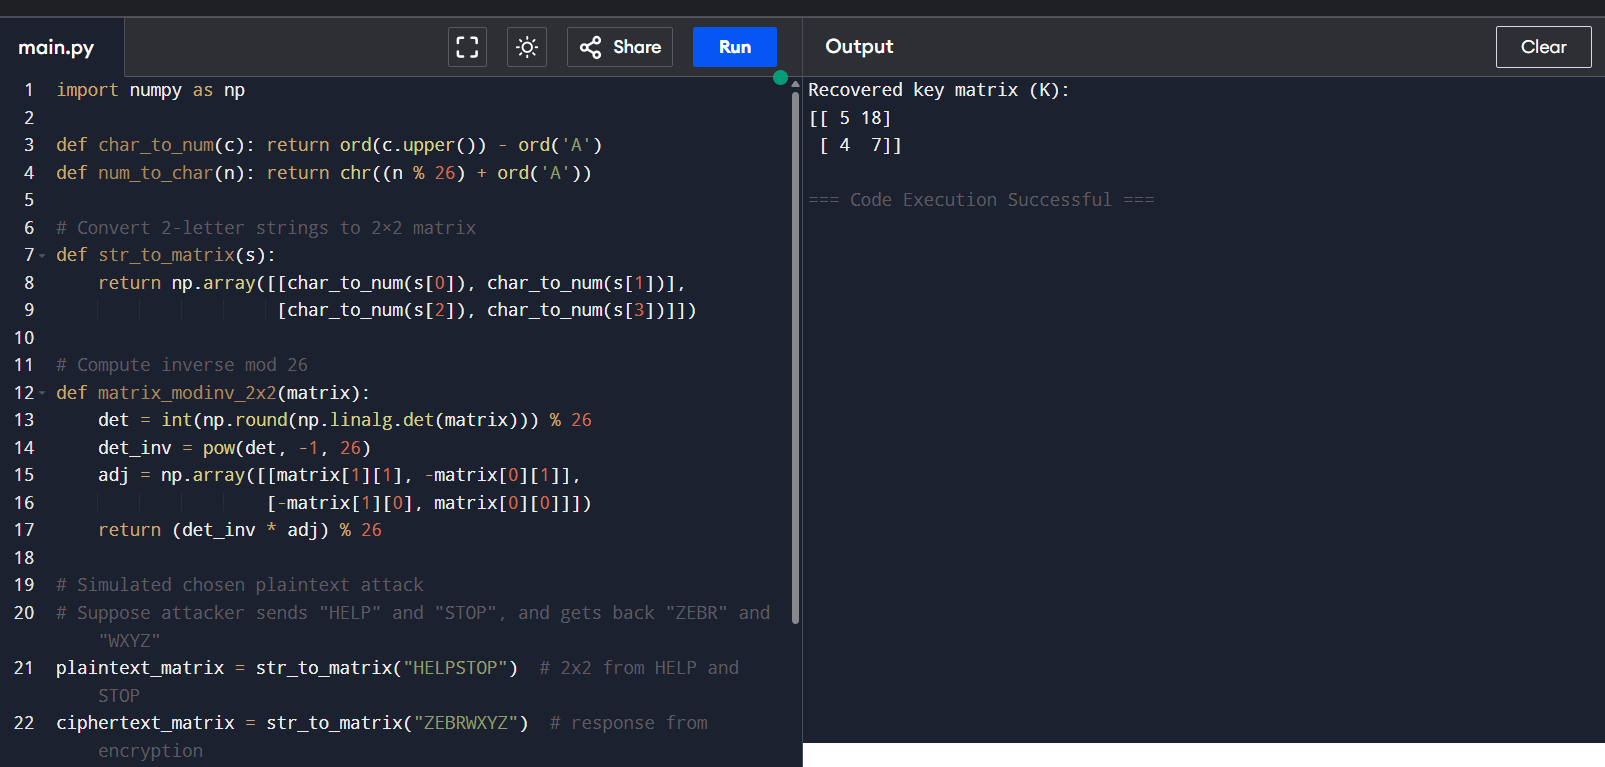 main.py
Share
Run
Output
Clear
1 import numpy as np
2
3 def char_to_num(c): return ord(c.upper()) - ord('A')
4 def num_to_char(n): return chr((n % 26) + ord('A'))
5
6 # Convert 2-letter strings to 2×2 matrix
7 def str_to_matrix(s):
8     return np.array([[char_to_num(s[0]), char_to_num(s[1])],
9                      [char_to_num(s[2]), char_to_num(s[3])]])
10
11 # Compute inverse mod 26
12 def matrix_modinv_2x2(matrix):
13     det = int(np.round(np.linalg.det(matrix))) % 26
14     det_inv = pow(det, -1, 26)
15     adj = np.array([[matrix[1][1], -matrix[0][1]],
16                     [-matrix[1][0], matrix[0][0]]])
17     return (det_inv * adj) % 26
18
19 # Simulated chosen plaintext attack
20 # Suppose attacker sends "HELP" and "STOP", and gets back "ZEBR" and
"WXYZ"
21 plaintext_matrix = str_to_matrix("HELPSTOP")  # 2x2 from HELP and
STOP
22 ciphertext_matrix = str_to_matrix("ZEBRWXYZ")  # response from
encryption
Recovered key matrix (K):
[[ 5 18]
 [ 4  7]]
=== Code Execution Successful ===